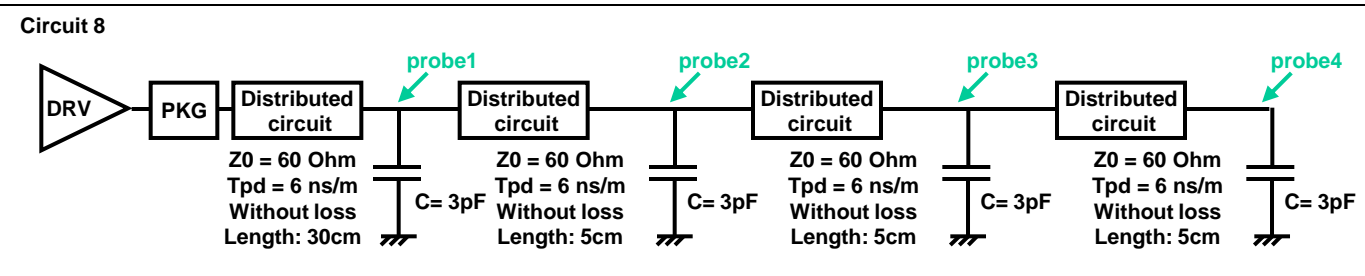 Circuit 8
probe1
probe2
probe3
probe4
DRV
PKG
Distributed
circuit
Distributed
circuit
Distributed
circuit
Distributed
circuit
Z0 = 60 Ohm
Tpd = 6 ns/m
Without loss
Length: 30cm
C= 3pF
Z0 = 60 Ohm
Tpd = 6 ns/m
Without loss
Length: 5cm
C= 3pF
Z0 = 60 Ohm
Tpd = 6 ns/m
Without loss
Length: 5cm
C= 3pF
Z0 = 60 Ohm
Tpd = 6 ns/m
Without loss
Length: 5cm
C= 3pF